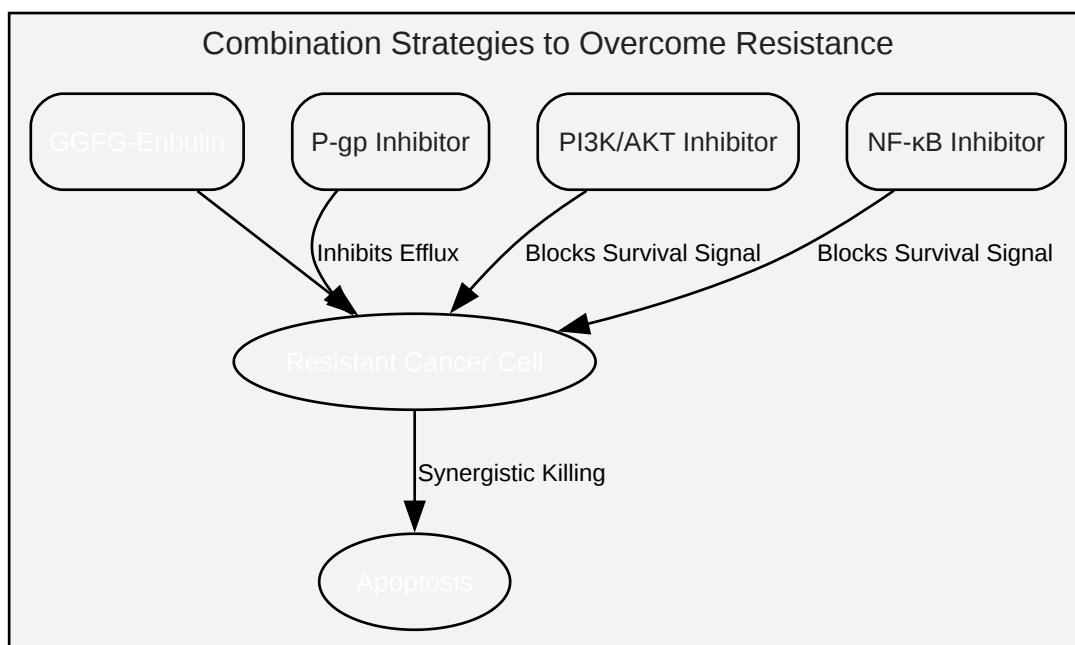 Combination Strategies to Overcome Resistance
GGFG-Eribulin
P-gp Inhibitor
PI3K/AKT Inhibitor
NF-κB Inhibitor
Inhibits Efflux
Blocks Survival Signal
Blocks Survival Signal
Resistant Cancer Cell
Synergistic Killing
Apoptosis